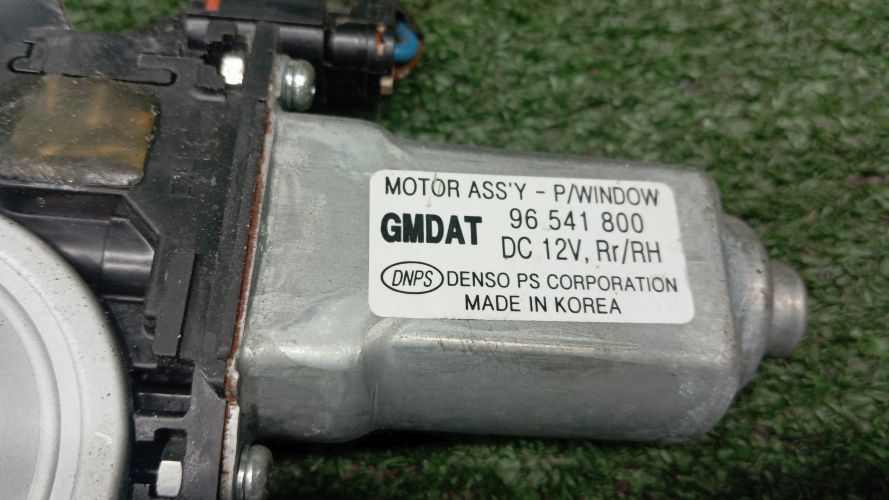 MOTOR ASS'Y - P/WINDOW
GMDAT 96 541 800
DC 12V, Rr/RH
DNPS DENSO PS CORPORATION
MADE IN KOREA